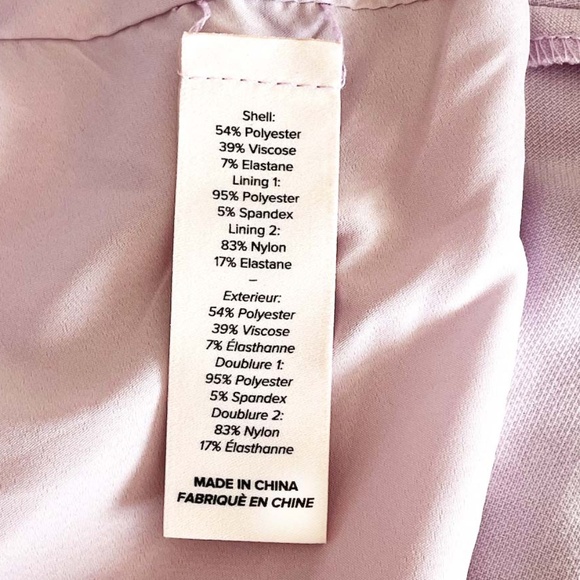 Shell:
54% Polyester
39% Viscose
7% Elastane
Lining 1:
95% Polyester
5% Spandex
Lining 2:
83% Nylon
17% Elastane
–
Exterieur:
54% Polyester
39% Viscose
7% Élasthanne
Doublure 1:
95% Polyester
5% Spandex
Doublure 2:
83% Nylon
17% Élasthanne
MADE IN CHINA
FABRIQUÈ EN CHINE